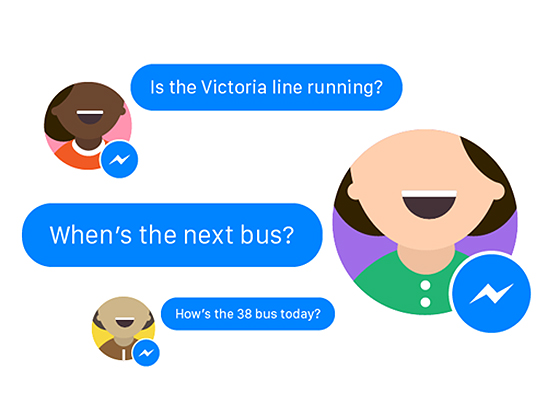 Is the Victoria line running?
When's the next bus?
How's the 38 bus today?